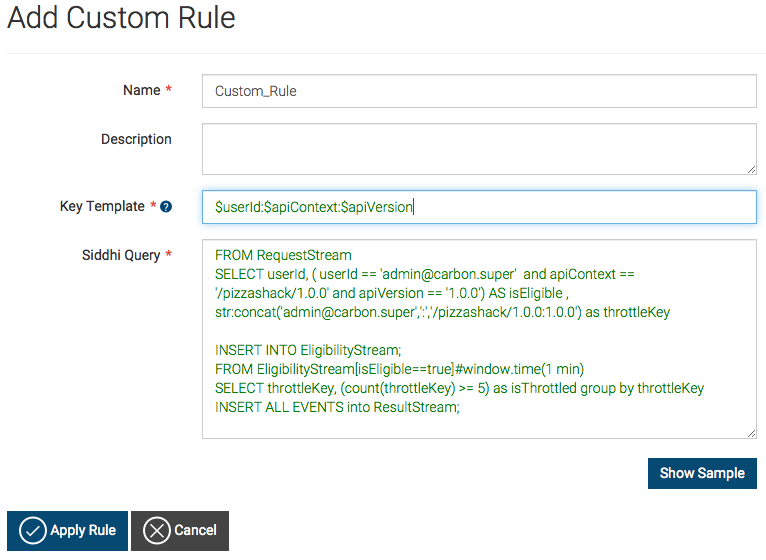 Add Custom Rule
Name *
Custom_Rule
Description
Key Template * ?
$userId:$apiContext:$apiVersion
Siddhi Query *
FROM RequestStream
SELECT userId, ( userId == 'admin@carbon.super'  and apiContext ==
'/pizzashack/1.0.0' and apiVersion == '1.0.0') AS isEligible ,
str:concat('admin@carbon.super',':','/pizzashack/1.0.0:1.0.0') as throttleKey
INSERT INTO EligibilityStream;
FROM EligibilityStream[isEligible==true]#window.time(1 min)
SELECT throttleKey, (count(throttleKey) >= 5) as isThrottled group by throttleKey
INSERT ALL EVENTS into ResultStream;
Show Sample
Apply Rule
Cancel